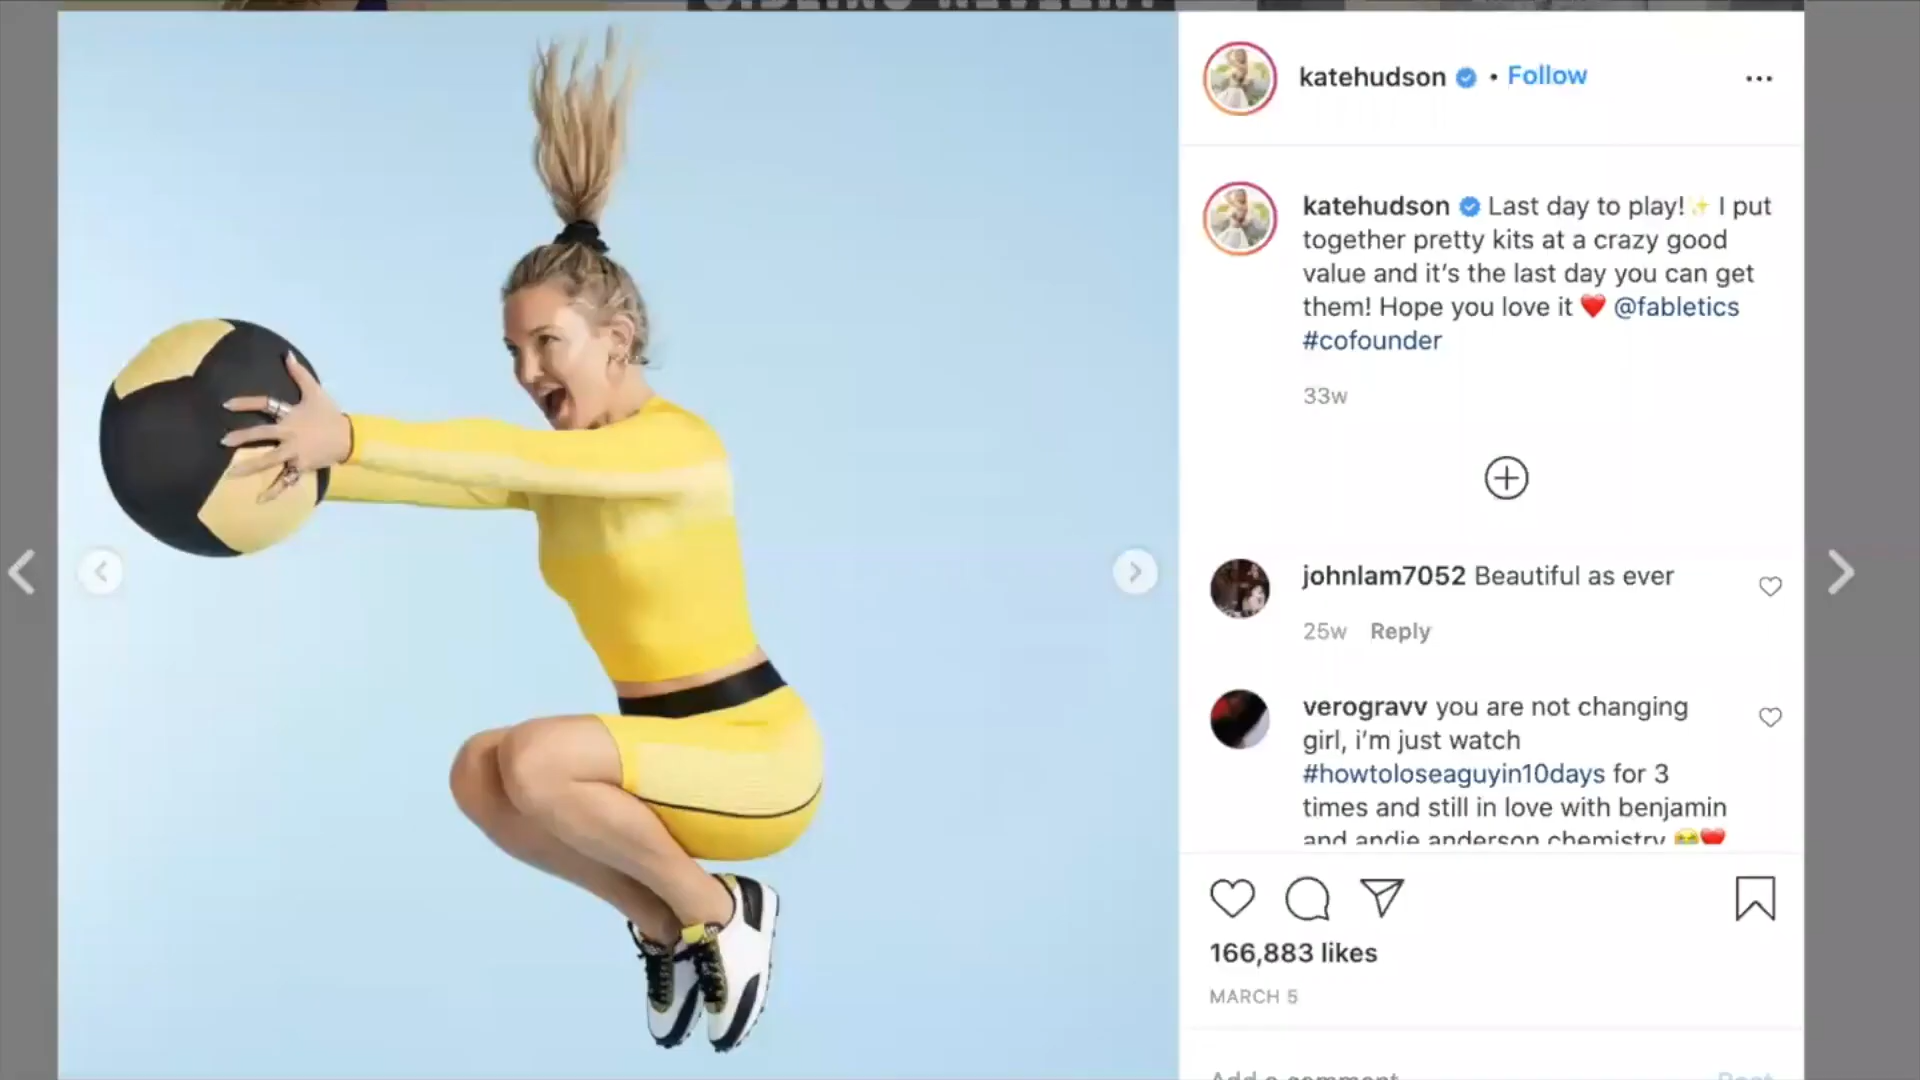 katehudson • Follow
katehudson Last day to play!✨ I put
together pretty kits at a crazy good
value and it's the last day you can get
them! Hope you love it ❤️ @fabletics
#cofounder
33w
johnlam7052 Beautiful as ever
25w Reply
verogravv you are not changing
girl, i'm just watch
#howtoloseaguyin10days for 3
times and still in love with benjamin
and andie anderson chemistry 😭❤️
166,883 likes
MARCH 5
Add a comment
Post